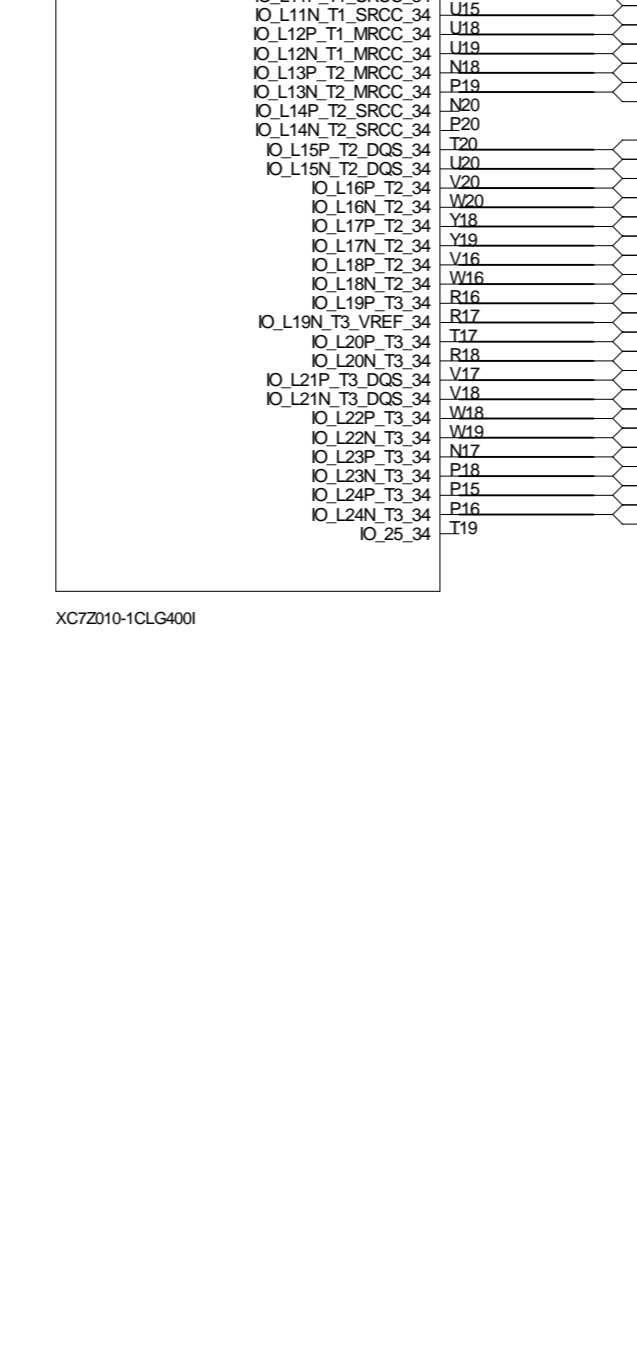 IO_L11N_T1_SRCC_34 U15
IO_L12P_T1_MRCC_34 U18
IO_L12N_T1_MRCC_34 U19
IO_L13P_T2_MRCC_34 N18
IO_L13N_T2_MRCC_34 P19
IO_L14P_T2_SRCC_34 N20
IO_L14N_T2_SRCC_34 P20
IO_L15P_T2_DQS_34 T20
IO_L15N_T2_DQS_34 U20
IO_L16P_T2_34 V20
IO_L16N_T2_34 W20
IO_L17P_T2_34 Y18
IO_L17N_T2_34 Y19
IO_L18P_T2_34 V16
IO_L18N_T2_34 W16
IO_L19P_T3_34 R16
IO_L19N_T3_VREF_34 R17
IO_L20P_T3_34 T17
IO_L20N_T3_34 R18
IO_L21P_T3_DQS_34 V17
IO_L21N_T3_DQS_34 V18
IO_L22P_T3_34 W18
IO_L22N_T3_34 W19
IO_L23P_T3_34 N17
IO_L23N_T3_34 P18
IO_L24P_T3_34 P15
IO_L24N_T3_34 P16
IO_25_34 T19
XC7Z010-1CLG400I